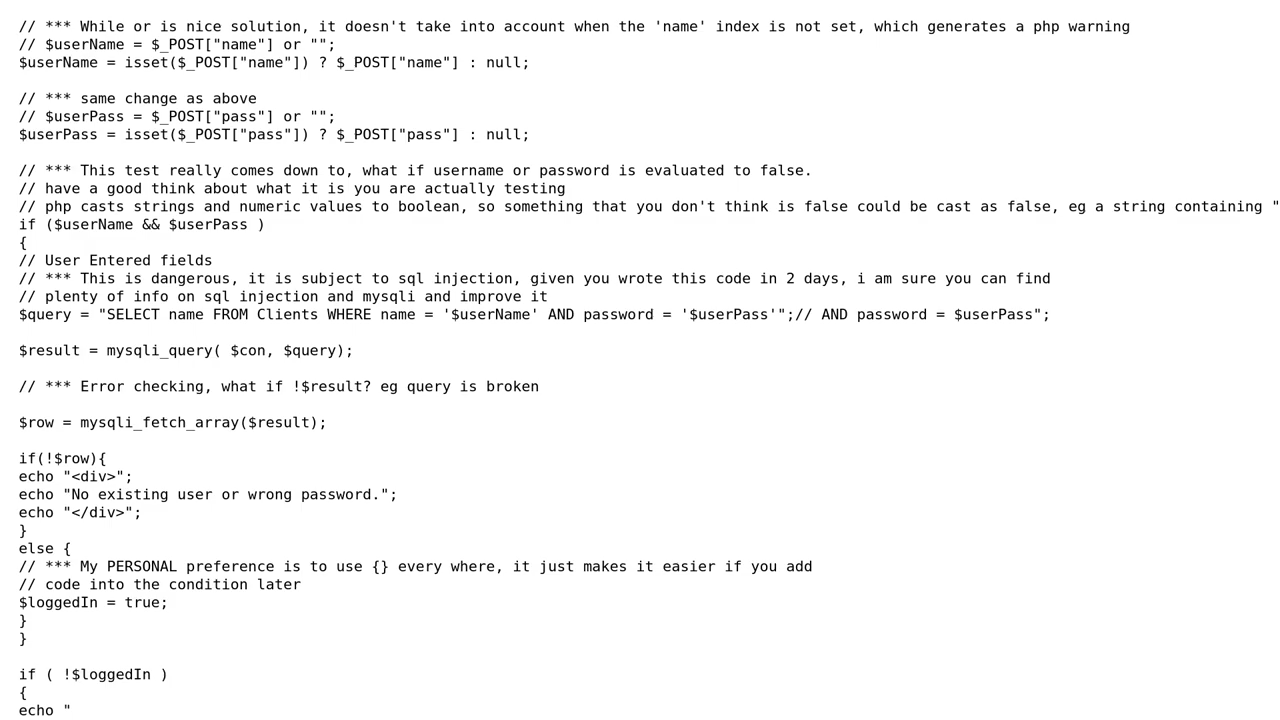 // *** While or is nice solution, it doesn't take into account when the 'name' index is not set, which generates a php warning
// $userName = $_POST["name"] or "";
$userName = isset($_POST["name"]) ? $_POST["name"] : null;
// *** same change as above
// $userPass = $_POST["pass"] or "";
$userPass = isset($_POST["pass"]) ? $_POST["pass"] : null;
// *** This test really comes down to, what if username or password is evaluated to false.
// have a good think about what it is you are actually testing
// php casts strings and numeric values to boolean, so something that you don't think is false could be cast as false, eg a string containing "
if ($userName && $userPass )
{
// User Entered fields
// *** This is dangerous, it is subject to sql injection, given you wrote this code in 2 days, i am sure you can find
// plenty of info on sql injection and mysqli and improve it
$query = "SELECT name FROM Clients WHERE name = '$userName' AND password = '$userPass'";// AND password = $userPass";
$result = mysqli_query( $con, $query);
// *** Error checking, what if !$result? eg query is broken
$row = mysqli_fetch_array($result);
if(!$row){
echo "<div>";
echo "No existing user or wrong password.";
echo "</div>";
}
else {
// *** My PERSONAL preference is to use {} every where, it just makes it easier if you add
// code into the condition later
$loggedIn = true;
}
}
if ( !$loggedIn )
{
echo "